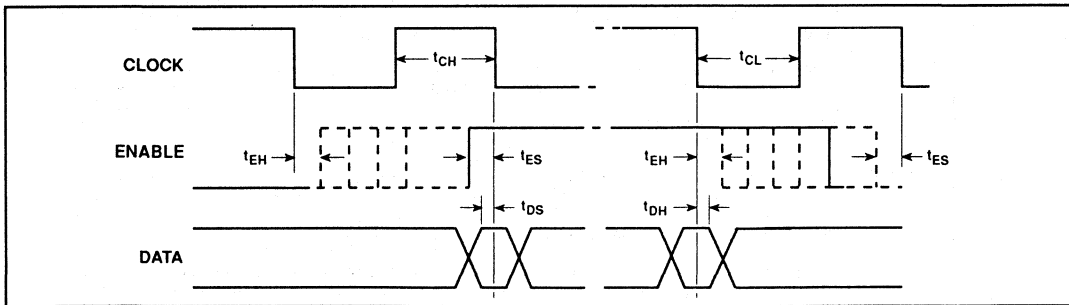 CLOCK
tCH
tCL
ENABLE
tEH
tES
tEH
tES
tDS
tDH
DATA